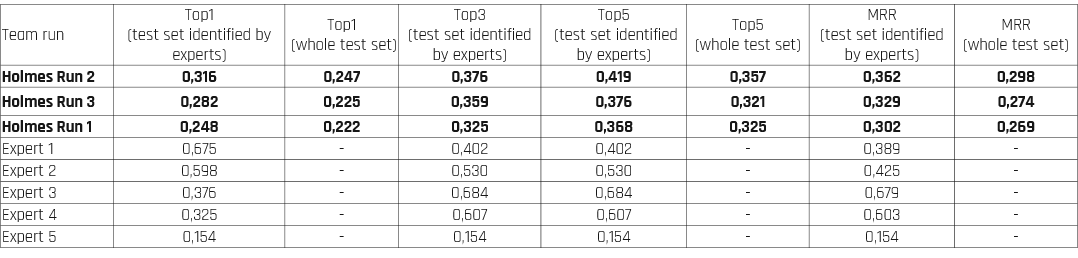 Team run | Top1 (test set identified by experts) | Top1 (whole test set) | Top3 (test set identified by experts) | Top5 (test set identified by experts) | Top5 (whole test set) | MRR (test set identified by experts) | MRR (whole test set)
Holmes Run 2 | 0,316 | 0,247 | 0,376 | 0,419 | 0,357 | 0,362 | 0,298
Holmes Run 3 | 0,282 | 0,225 | 0,359 | 0,376 | 0,321 | 0,329 | 0,274
Holmes Run 1 | 0,248 | 0,222 | 0,325 | 0,368 | 0,325 | 0,302 | 0,269
Expert 1 | 0,675 | - | 0,402 | 0,402 | - | 0,389 | -
Expert 2 | 0,598 | - | 0,530 | 0,530 | - | 0,425 | -
Expert 3 | 0,376 | - | 0,684 | 0,684 | - | 0,679 | -
Expert 4 | 0,325 | - | 0,607 | 0,607 | - | 0,603 | -
Expert 5 | 0,154 | - | 0,154 | 0,154 | - | 0,154 | -